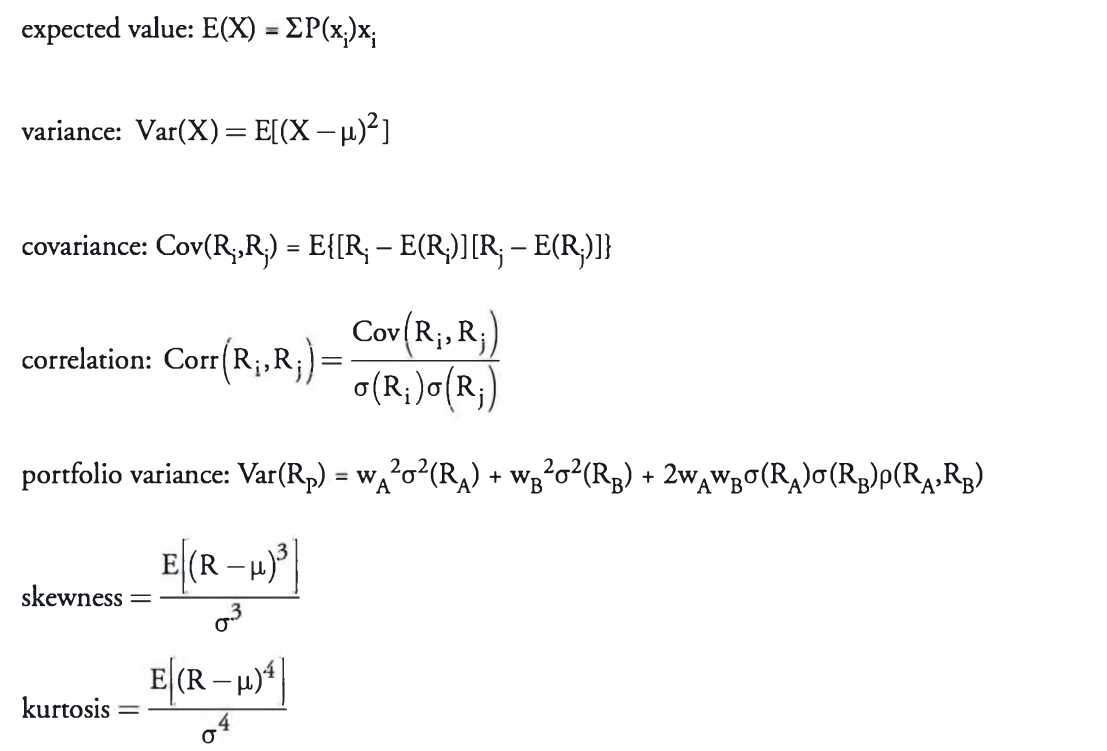 expected value: E(X) = ΣP(xᵢ)xᵢ
variance: Var(X) = E[(X − μ)²]
covariance: Cov(Rᵢ,Rⱼ) = E{[Rᵢ − E(Rᵢ)][Rⱼ − E(Rⱼ)]}
correlation: Corr(Rᵢ,Rⱼ) = Cov(Rᵢ,Rⱼ) / σ(Rᵢ)σ(Rⱼ)
portfolio variance: Var(R_P) = w_A²σ²(R_A) + w_B²σ²(R_B) + 2w_Aw_Bσ(R_A)σ(R_B)ρ(R_A,R_B)
skewness = E[(R − μ)³] / σ³
kurtosis = E[(R − μ)⁴] / σ⁴